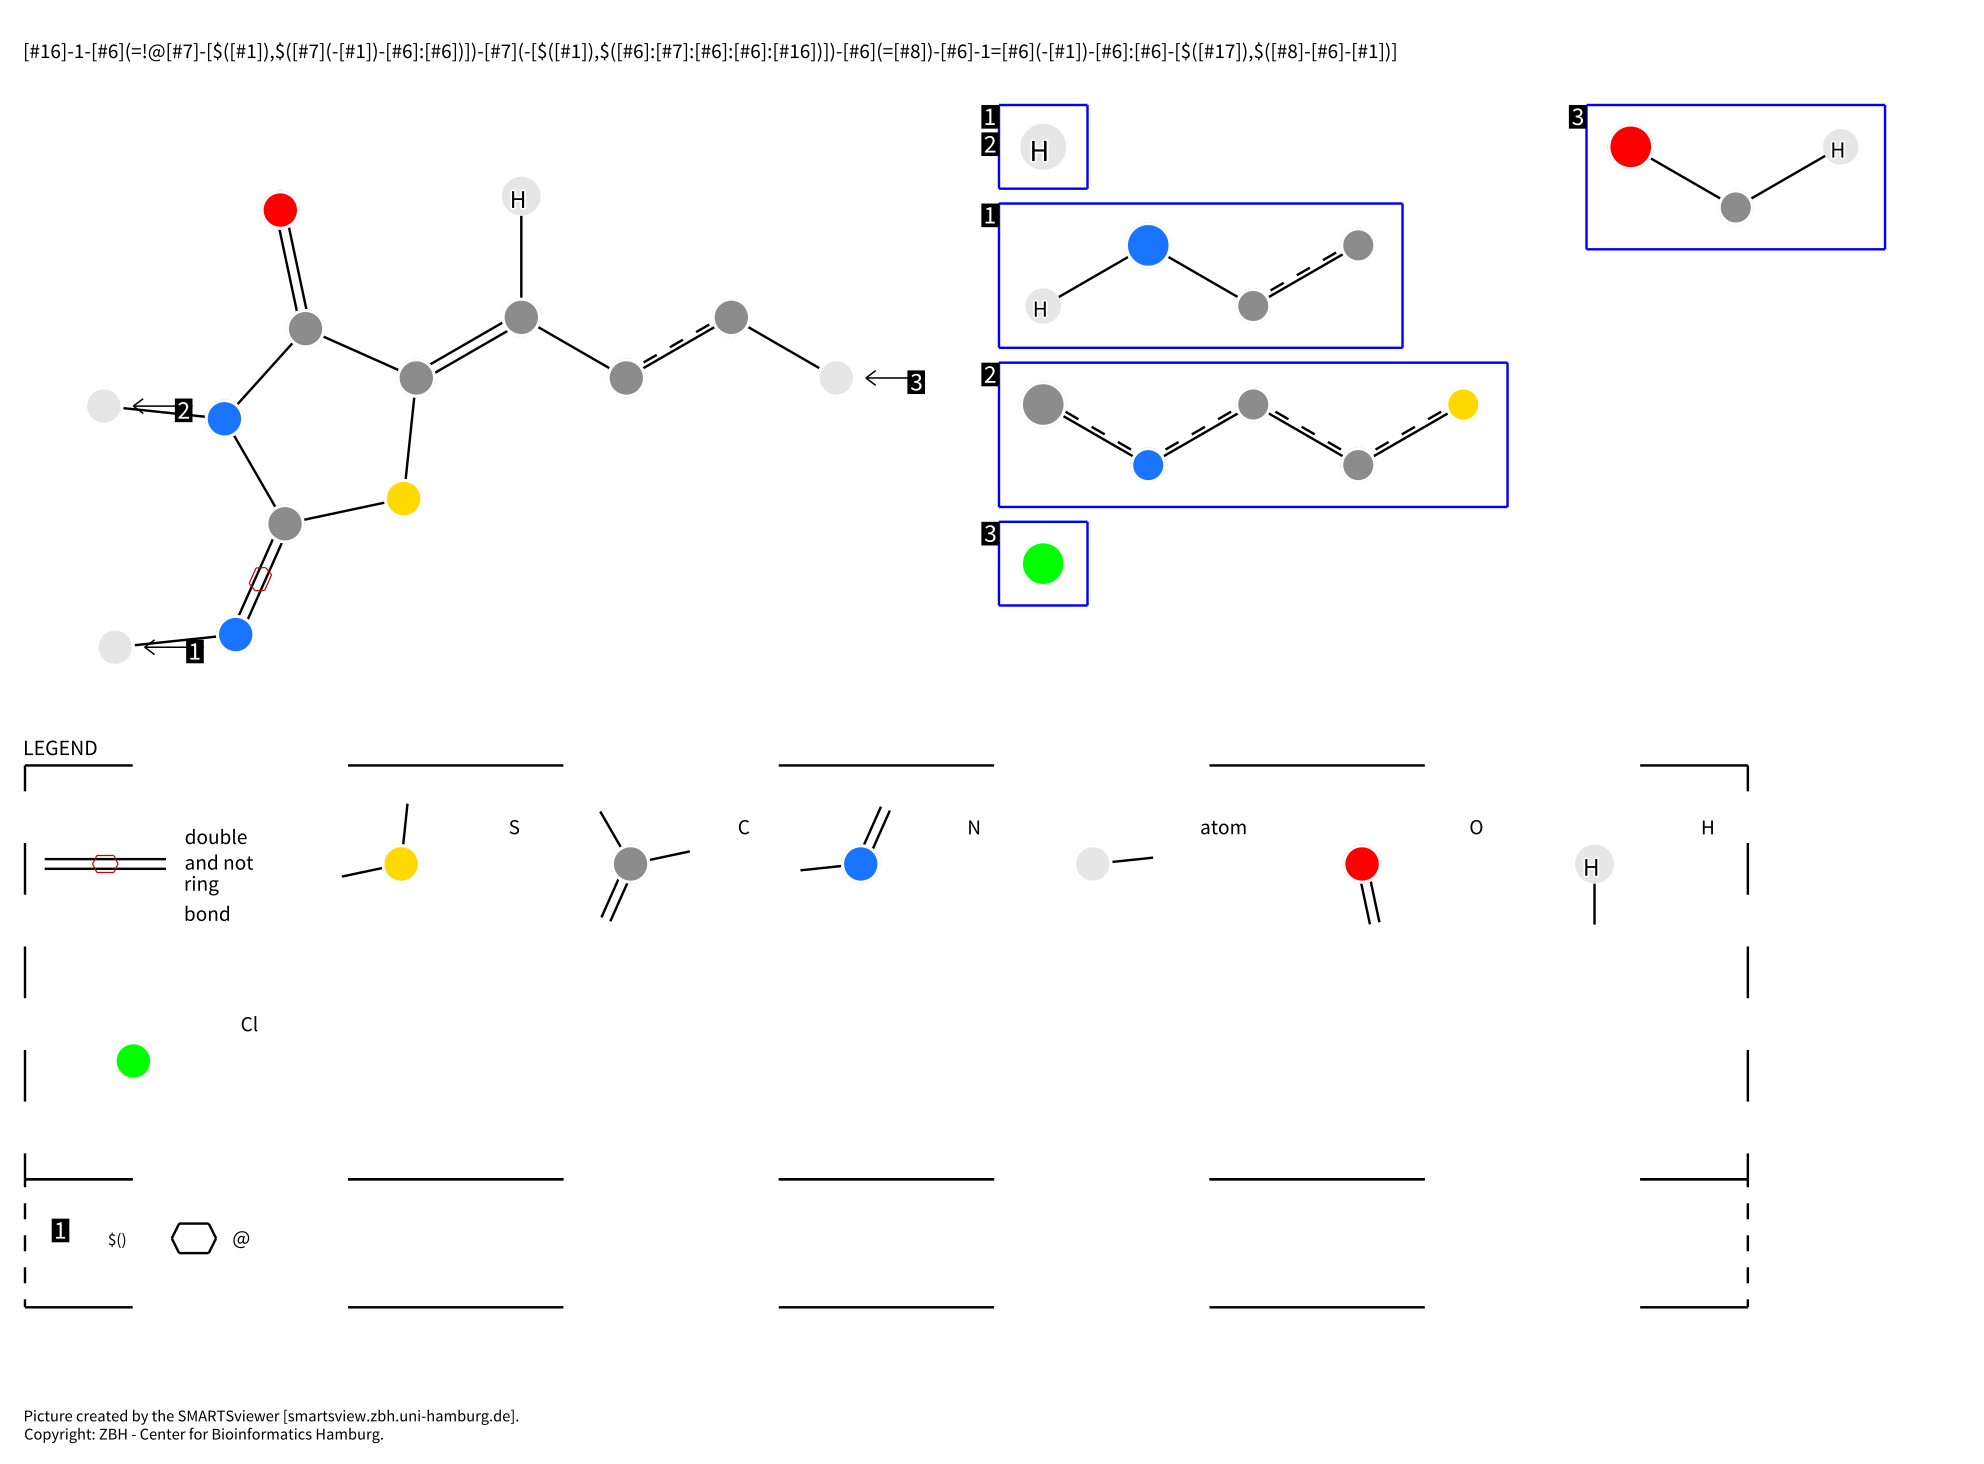 [#16]-1-[#6](=!@[#7]-[$([#1]),$([#7](-[#1])-[#6]:[#6])])-[#7](-[$([#1]),$([#6]:[#7]:[#6]:[#6]:[#16])])-[#6](=[#8])-[#6]-1=[#6](-[#1])-[#6]:[#6]-[$([#17]),$([#8]-[#6]-[#1])]
1
2
H
3
H
H
1
H
3
2
2
3
1
LEGEND
double
and not
ring
bond
S
C
N
atom
O
H
H
Cl
1
$()
@
Picture created by the SMARTSviewer [smartsview.zbh.uni-hamburg.de].
Copyright: ZBH - Center for Bioinformatics Hamburg.